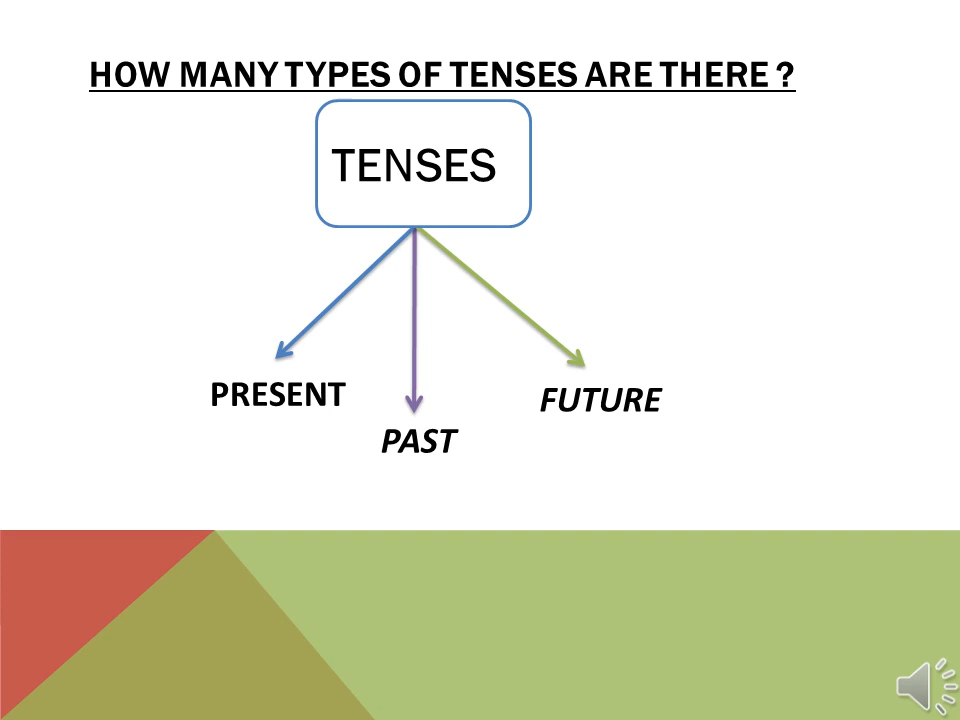 HOW MANY TYPES OF TENSES ARE THERE ?
TENSES
PRESENT
PAST
FUTURE